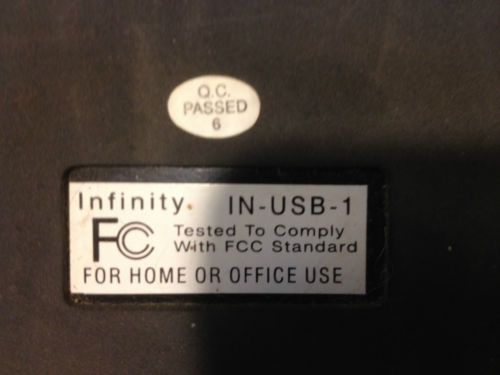 Q.C.
PASSED
6
Infinity IN-USB-1
FC Tested To Comply
With FCC Standard
FOR HOME OR OFFICE USE